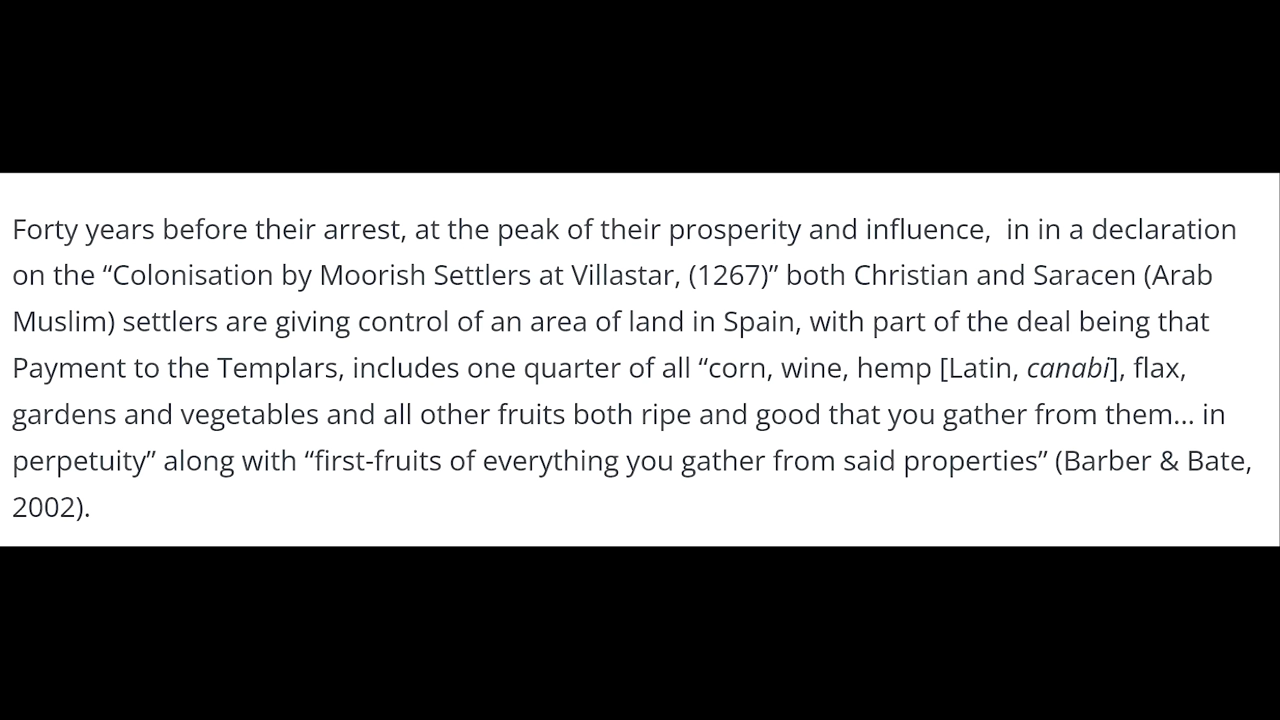 Forty years before their arrest, at the peak of their prosperity and influence,  in in a declaration
on the “Colonisation by Moorish Settlers at Villastar, (1267)” both Christian and Saracen (Arab
Muslim) settlers are giving control of an area of land in Spain, with part of the deal being that
Payment to the Templars, includes one quarter of all “corn, wine, hemp [Latin, canabi], flax,
gardens and vegetables and all other fruits both ripe and good that you gather from them... in
perpetuity” along with “first-fruits of everything you gather from said properties” (Barber & Bate,
2002).